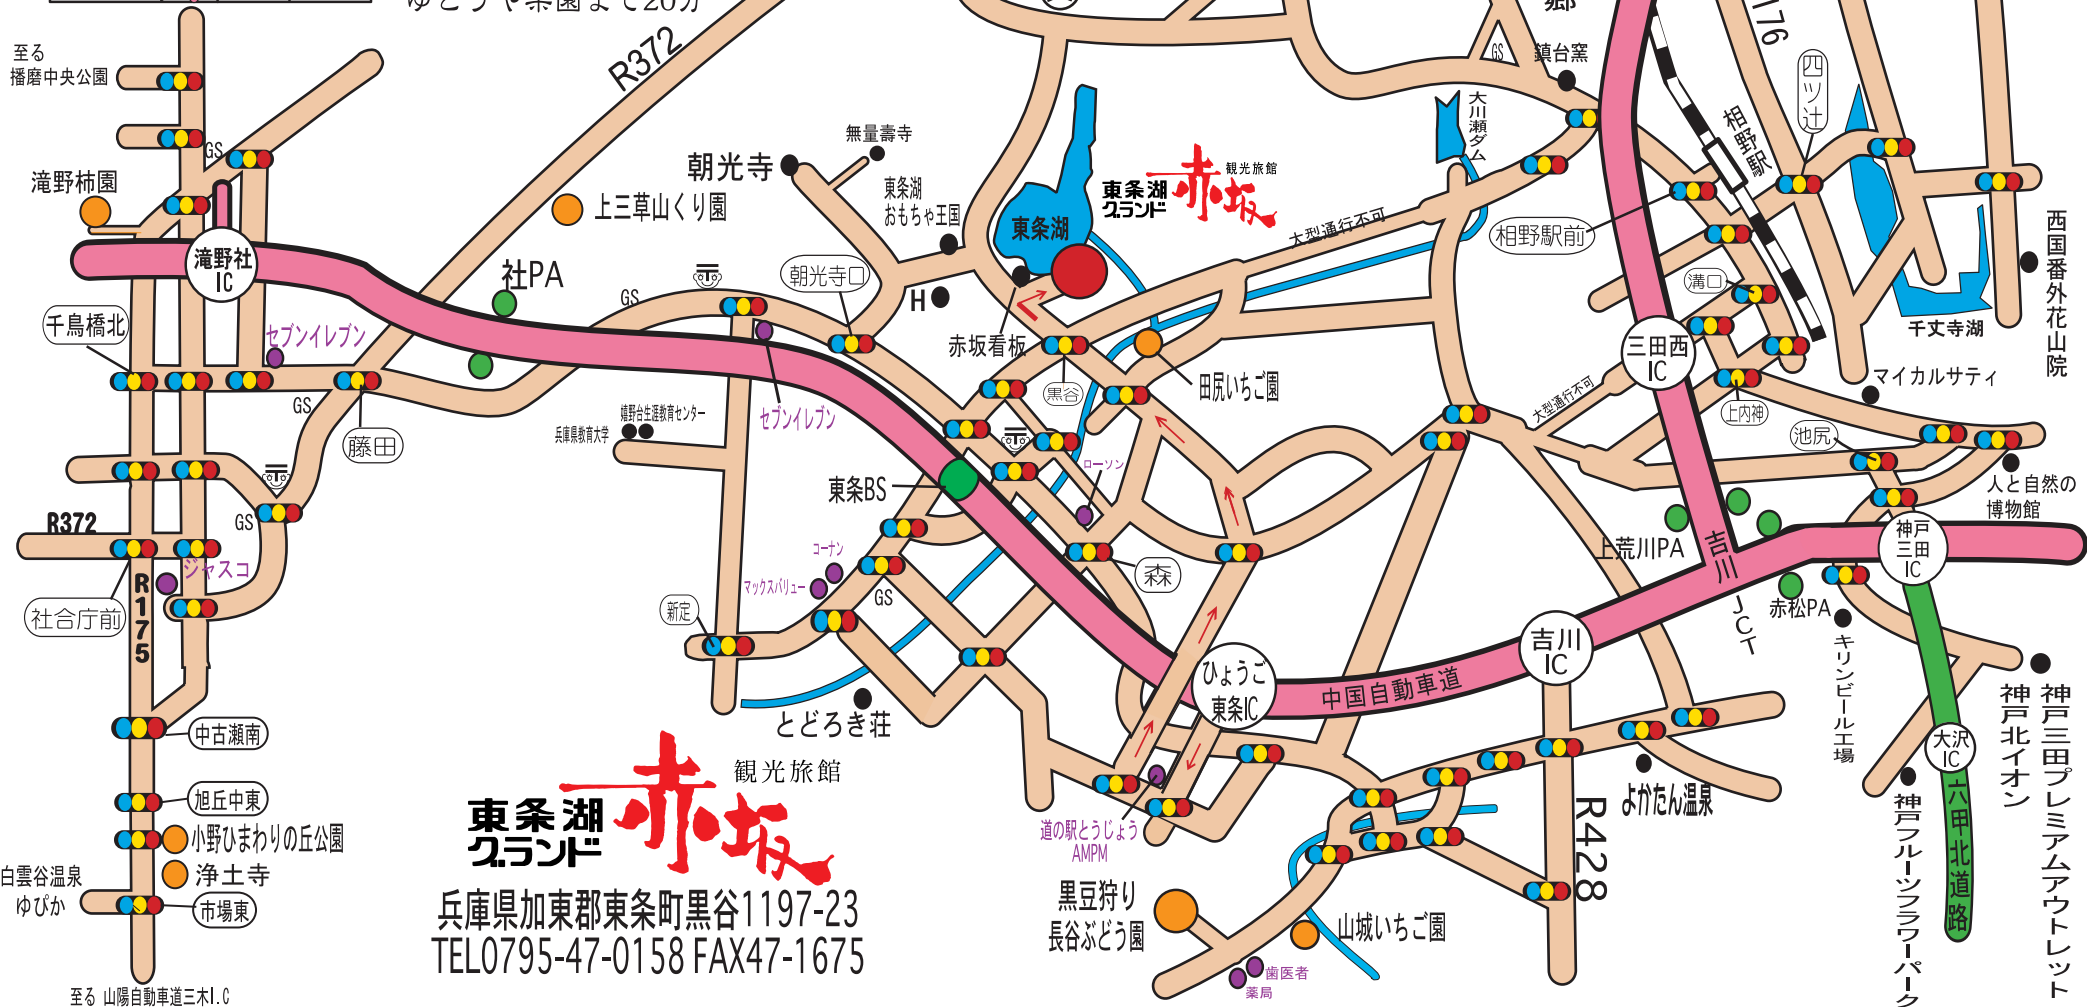 R372
176
至る
播磨中央公園
GS
滝野柿園
滝野社
IC
千鳥橋北
セブンイレブン
GS
藤田
R372
GS
ジャスコ
R175
社合庁前
中古瀬南
旭丘中東
小野ひまわりの丘公園
浄土寺
白雲谷温泉
ゆぴか
市場東
至る 山陽自動車道三木I.C
社PA
上三草山くり園
GS
朝光寺
無量壽寺
東条湖
おもちゃ王国
朝光寺口
H
セブンイレブン
嬉野台生涯教育センター
兵庫県教育大学
東条湖
東条湖
グランド
赤坂
観光旅館
赤坂看板
黒谷
田尻いちご園
大型通行不可
大川瀬ダム
GS
鎮台窯
相野駅
四ツ辻
相野駅前
溝口
三田西
IC
大型通行不可
上内神
千丈寺湖
西国番外花山院
マイカルサティ
池尻
人と自然の
博物館
東条BS
ローソン
コーナン
マックスバリュー
GS
新定
森
とどろき荘
ひょうご
東条IC
中国自動車道
吉川
IC
上荒川PA
吉川
JCT
赤松PA
神戸
三田
IC
キリンビール工場
大沢
IC
六甲北道路
神戸三田プレミアムアウトレット
神戸北イオン
神戸フルーツフラワーパーク
よかたん温泉
R428
道の駅とうじょう
AMPM
黒豆狩り
長谷ぶどう園
山城いちご園
歯医者
薬局
東条湖
グランド
赤坂
観光旅館
兵庫県加東郡東条町黒谷1197-23
TEL0795-47-0158 FAX47-1675